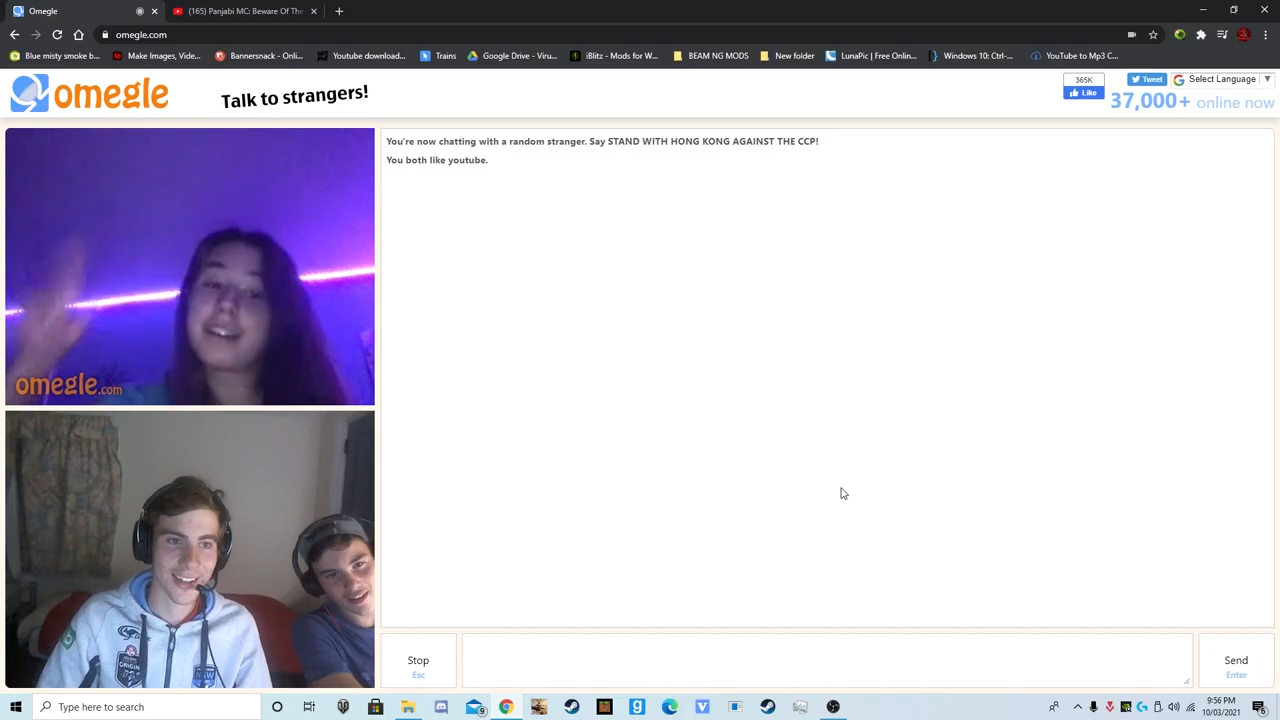 Omegle
(165) Panjabi MC: Beware Of The
omegle.com
Blue misty smoke b...
Make Images, Vide...
Bannersnack - Onli...
Youtube download...
Trains
Google Drive - Viru...
iBlitz - Mods for W...
BEAM NG MODS
New folder
LunaPic | Free Onlin...
Windows 10: Ctrl-...
YouTube to Mp3 C...
omegle
Talk to strangers!
365K
Like
Tweet
Select Language
37,000+ online now
You're now chatting with a random stranger. Say STAND WITH HONG KONG AGAINST THE CCP!
You both like youtube.
omegle.com
ORIGIN
NSW
Stop
Esc
Send
Enter
Type here to search
9
9:56 PM
10/03/2021
6